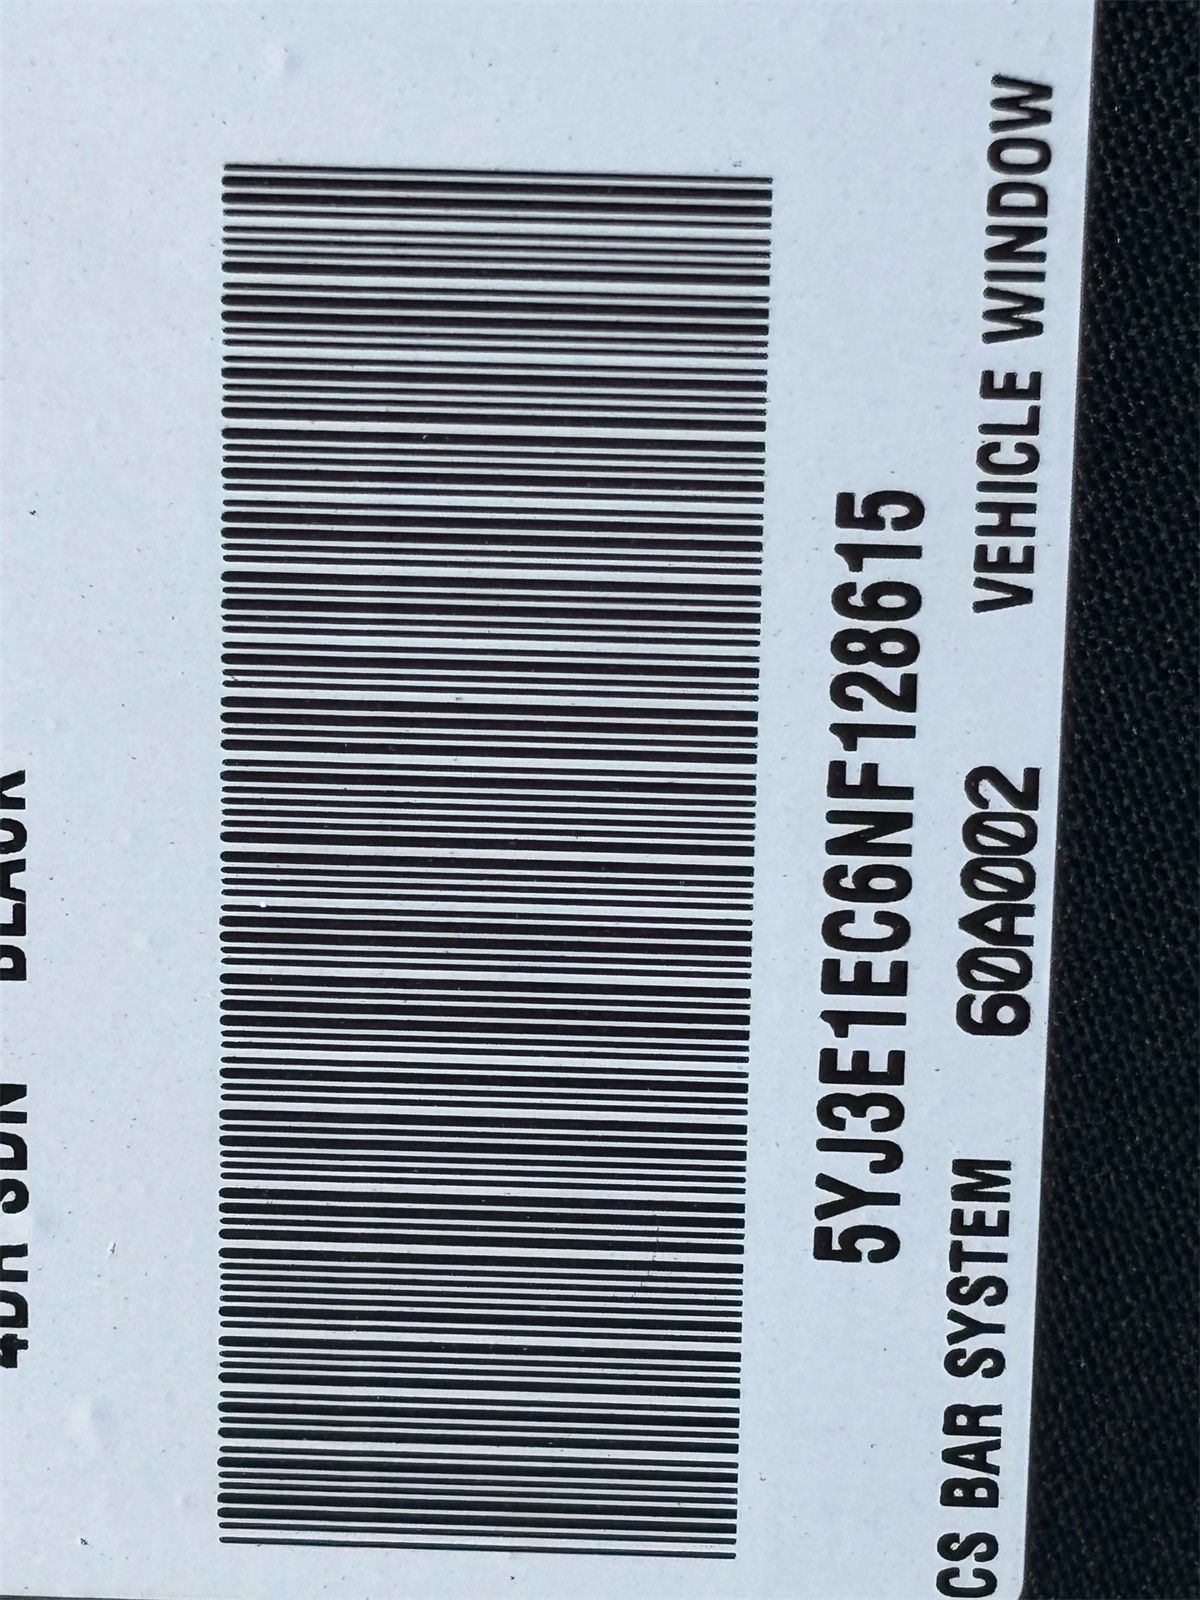 4DR SDN BLACK
5YJ3E1EC6NF128615
CS BAR SYSTEM 60A002 VEHICLE WINDOW